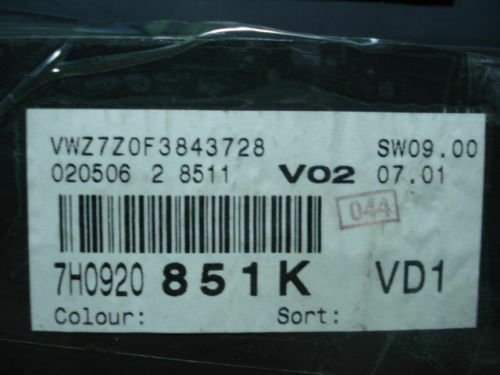 VWZ7Z0F3843728 SW09.00
020506 2 8511 V02 07.01
044
7H0920 851K VD1
Colour: Sort: